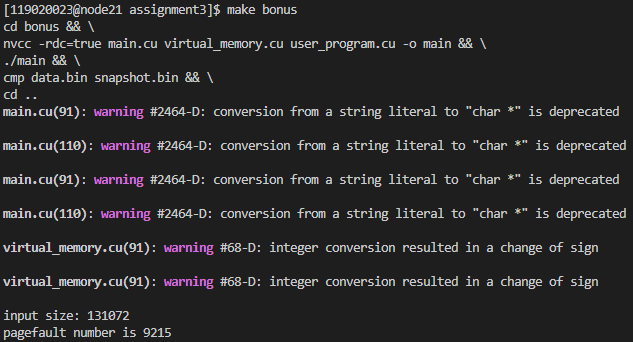 [119020023@node21 assignment3]$ make bonus
cd bonus && \
nvcc -rdc=true main.cu virtual_memory.cu user_program.cu -o main && \
./main && \
cmp data.bin snapshot.bin && \
cd ..
main.cu(91): warning #2464-D: conversion from a string literal to "char *" is deprecated
main.cu(110): warning #2464-D: conversion from a string literal to "char *" is deprecated
main.cu(91): warning #2464-D: conversion from a string literal to "char *" is deprecated
main.cu(110): warning #2464-D: conversion from a string literal to "char *" is deprecated
virtual_memory.cu(91): warning #68-D: integer conversion resulted in a change of sign
virtual_memory.cu(91): warning #68-D: integer conversion resulted in a change of sign
input size: 131072
pagefault number is 9215